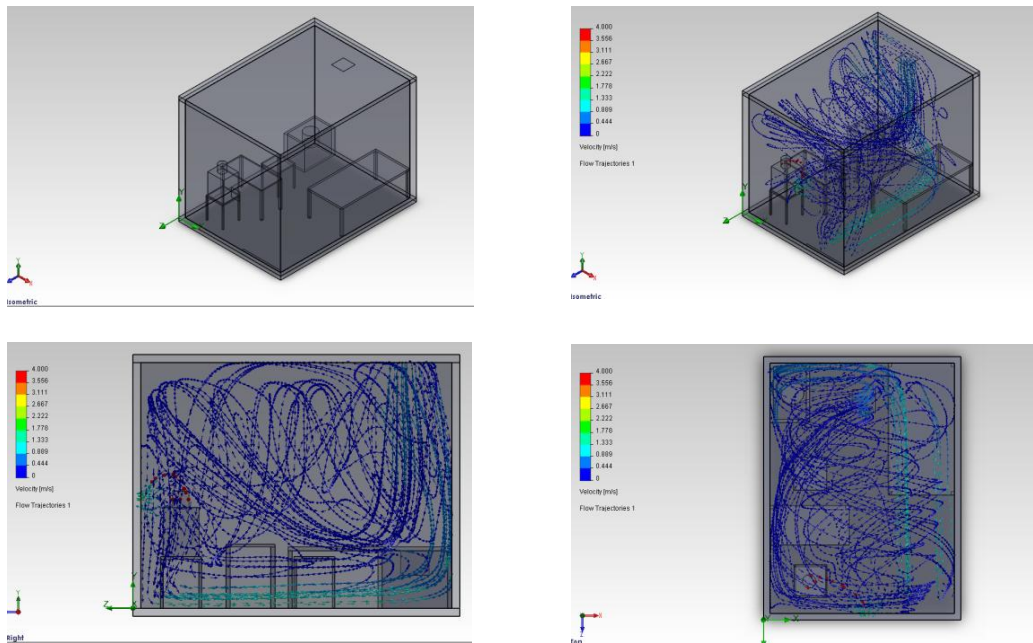 Y
Z
Y
X
Isometric
4.000
3.556
3.111
2.667
2.222
1.778
1.333
0.889
0.444
0
Velocity [m/s]
Flow Trajectories 1
Y
Z
Y
X
Isometric
4.000
3.556
3.111
2.667
2.222
1.778
1.333
0.889
0.444
0
Velocity [m/s]
Flow Trajectories 1
Y
Z
X
Y
Right
4.000
3.556
3.111
2.667
2.222
1.778
1.333
0.889
0.444
0
Velocity [m/s]
Flow Trajectories 1
Y
X
X
Z